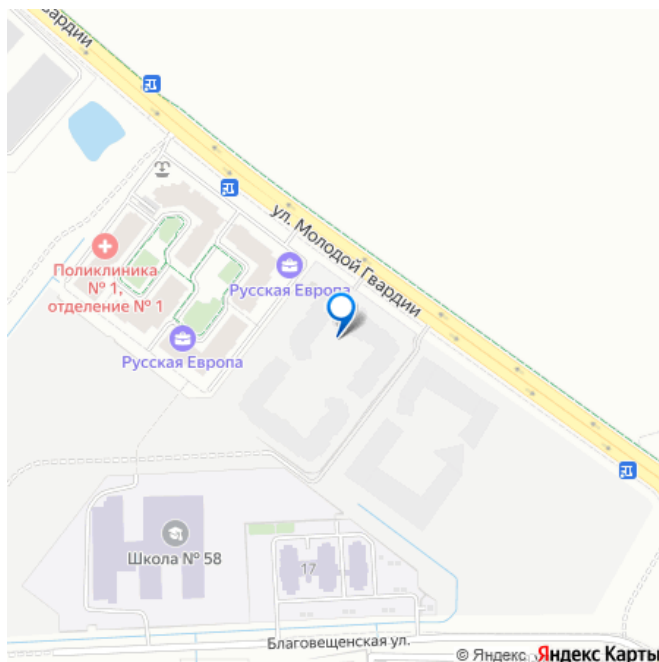 вардии
ул. Молодой Гвардии
Поликлиника
№ 1,
отделение № 1
Русская Европа
Русская Европа
Школа № 58
17
Благовещенская ул.
© Яндекс Яндекс Карты